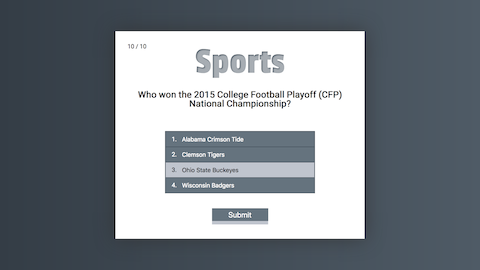 10 / 10
Sports
Who won the 2015 College Football Playoff (CFP)
National Championship?
1. Alabama Crimson Tide
2. Clemson Tigers
3. Ohio State Buckeyes
4. Wisconsin Badgers
Submit